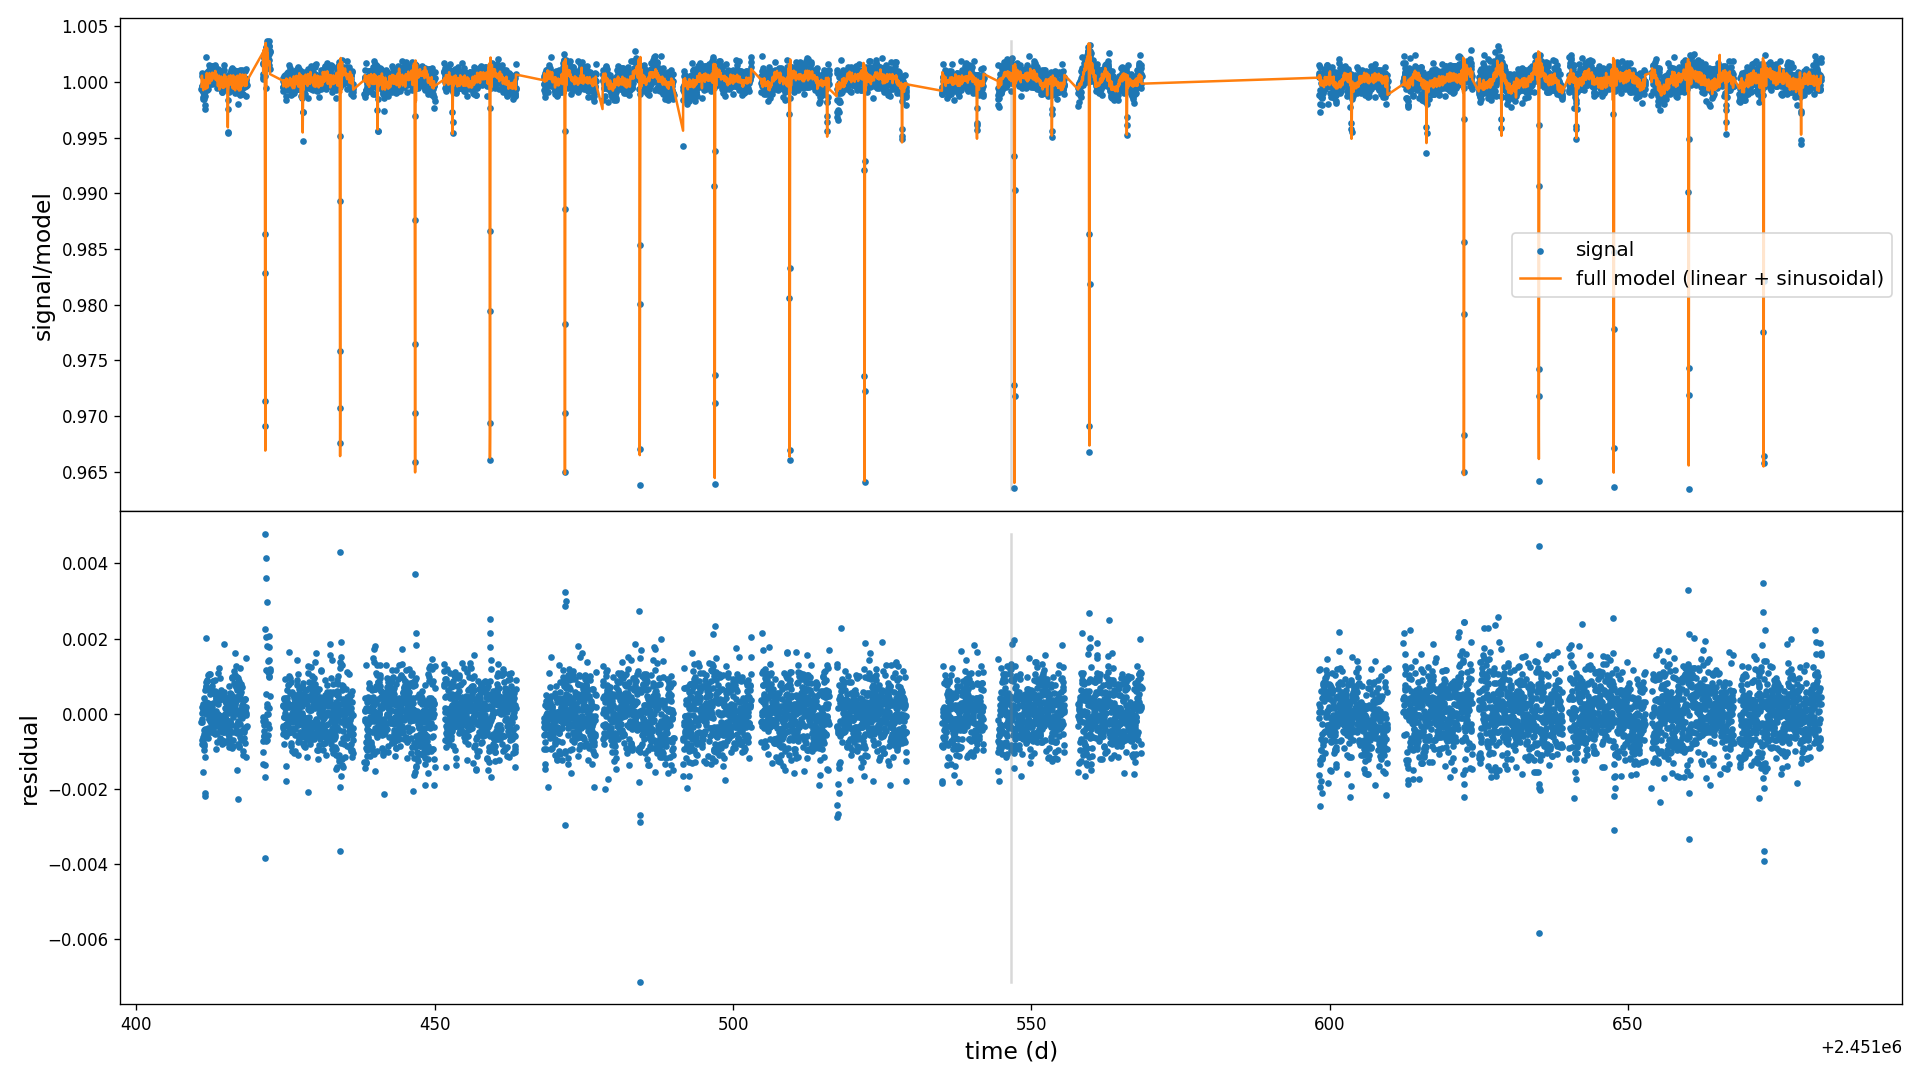 1.005
1.000
0.995
0.990
0.985
0.980
0.975
0.970
0.965
signal/model
signal
full model (linear + sinusoidal)
0.004
0.002
0.000
−0.002
−0.004
−0.006
residual
400 450 500 550 600 650
time (d)
+2.451e6